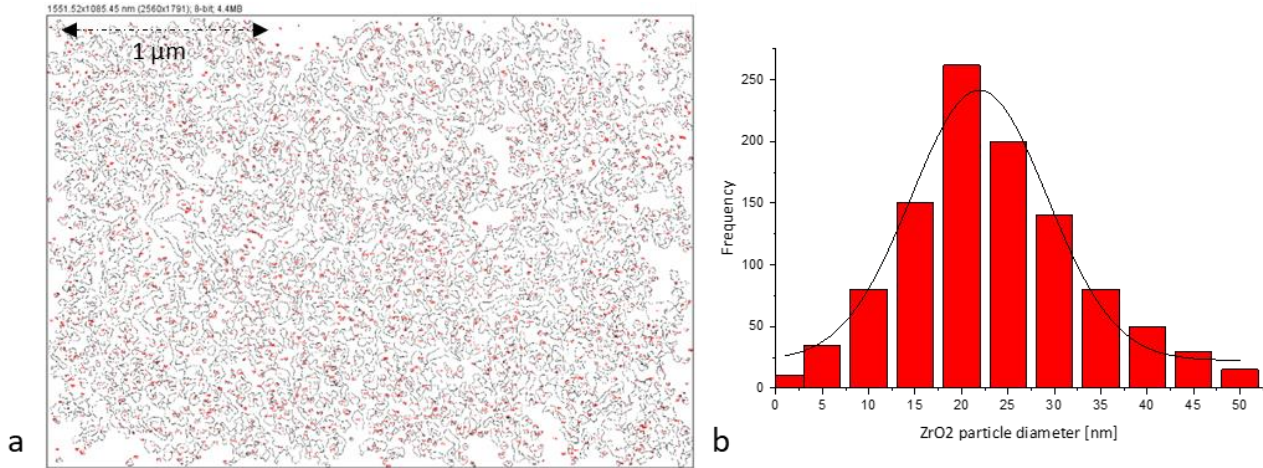 1551.52x1085.45 nm (2560x1791); 8-bit; 4.4MB
1 µm
a
250
200
150
100
50
0
Frequency
0 5 10 15 20 25 30 35 40 45 50
ZrO2 particle diameter [nm]
b